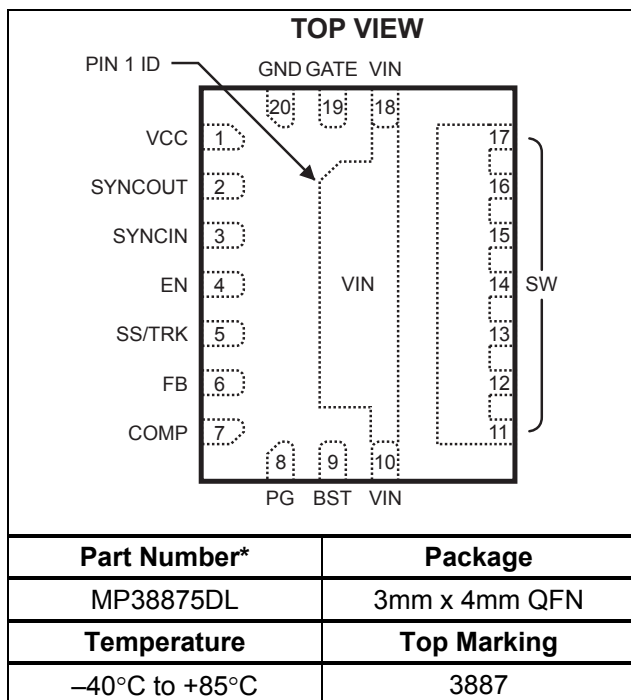 TOP VIEW
PIN 1 ID
GND GATE VIN
20 19 18
VCC 1 17
SYNCOUT 2 16
SYNCIN 3 15
EN 4 VIN 14 SW
SS/TRK 5 13
FB 6 12
COMP 7 11
8 9 10
PG BST VIN
Part Number* Package
MP38875DL 3mm x 4mm QFN
Temperature Top Marking
–40°C to +85°C 3887